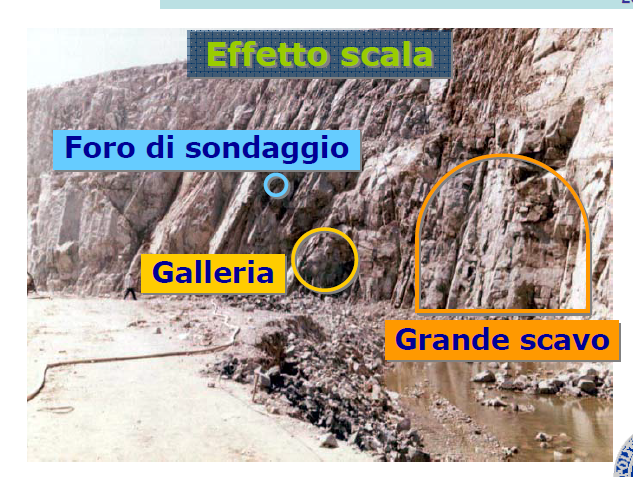 Effetto scala
Foro di sondaggio
Galleria
Grande scavo